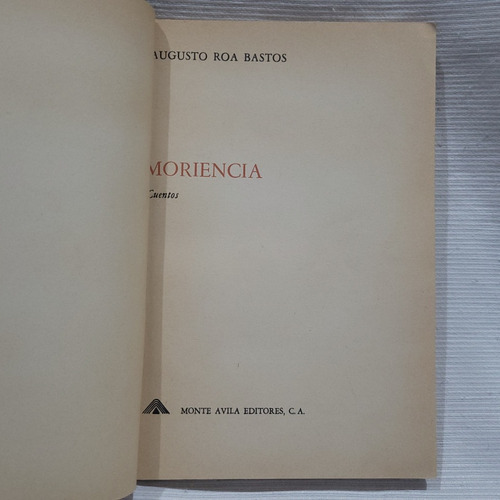 AUGUSTO ROA BASTOS
MORIENCIA
Cuentos
MONTE AVILA EDITORES, C.A.